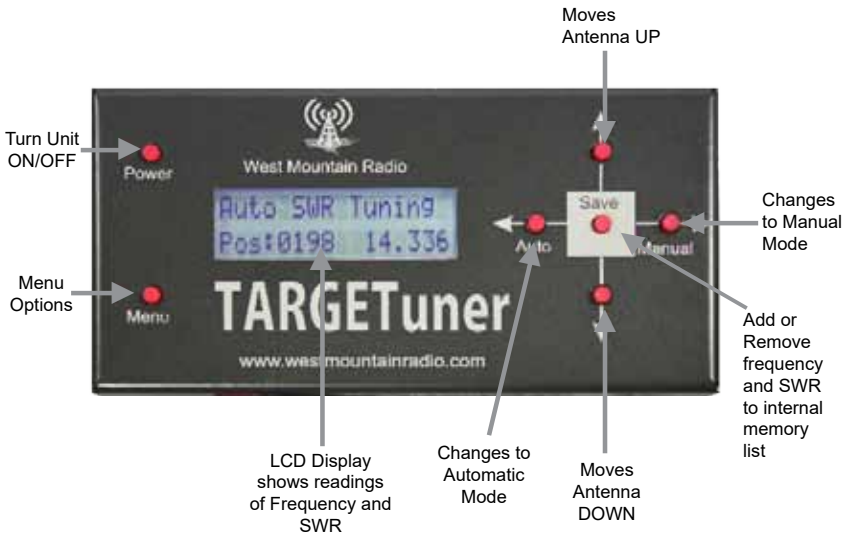 Moves
Antenna UP
Turn Unit
ON/OFF
Power
West Mountain Radio
Auto SWR Tuning
Pos:0198 14.336
Save
Auto
Manual
Changes
to Manual
Mode
Menu
Options
Menu
TARGETuner
www.westmountainradio.com
Add or
Remove
frequency
and SWR
to internal
memory
list
LCD Display
shows readings
of Frequency and
SWR
Changes to
Automatic
Mode
Moves
Antenna
DOWN